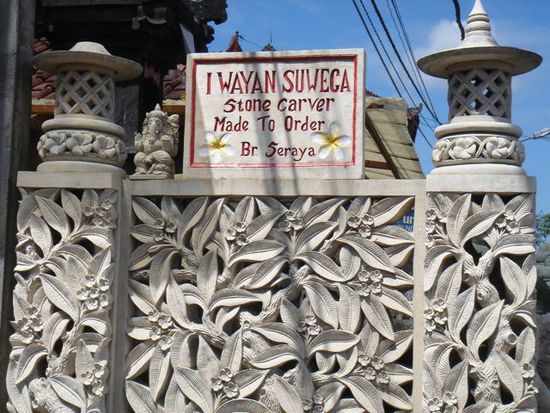 I WAYAN SUWECA
Stone carver
Made To Order
Br Seraya